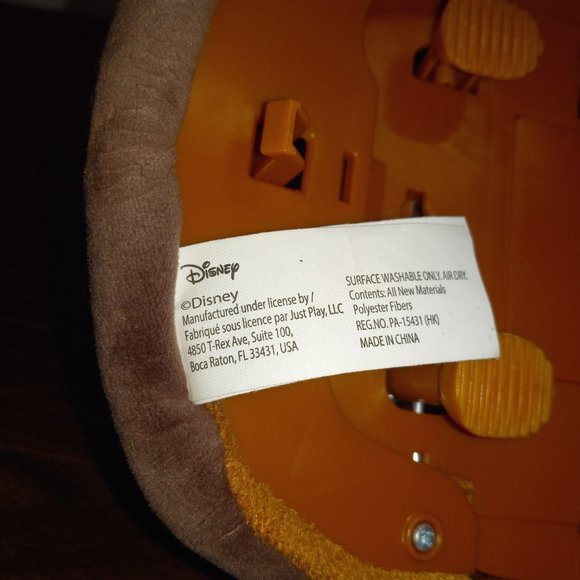 Disney
©Disney
Manufactured under license by /
Fabriqué sous licence par Just Play, LLC
4850 T-Rex Ave, Suite 100,
Boca Raton, FL 33431, USA
SURFACE WASHABLE ONLY. AIR DRY.
Contents: All New Materials
Polyester Fibers
REG.NO. PA-15431 (HK)
MADE IN CHINA